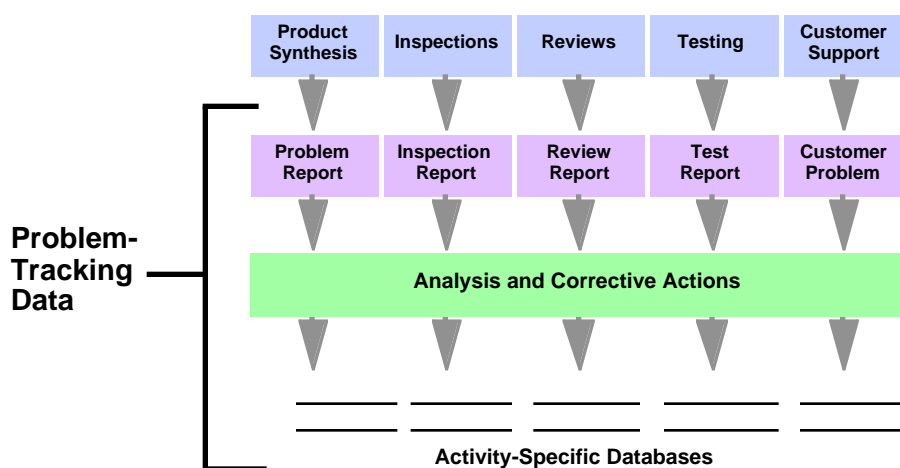 Product
Synthesis
Inspections
Reviews
Testing
Customer
Support
Problem
Report
Inspection
Report
Review
Report
Test
Report
Customer
Problem
Problem-
Tracking
Data
Analysis and Corrective Actions
Activity-Specific Databases